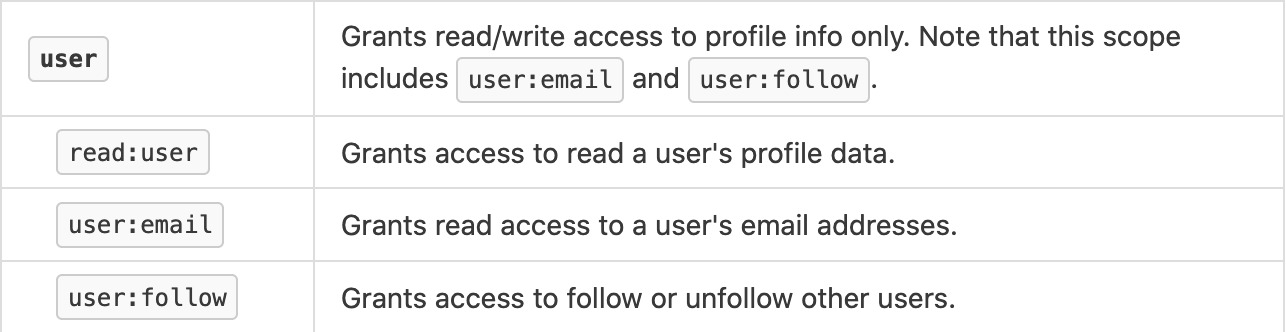 user
Grants read/write access to profile info only. Note that this scope
includes user:email and user:follow.
read:user
Grants access to read a user's profile data.
user:email
Grants read access to a user's email addresses.
user:follow
Grants access to follow or unfollow other users.